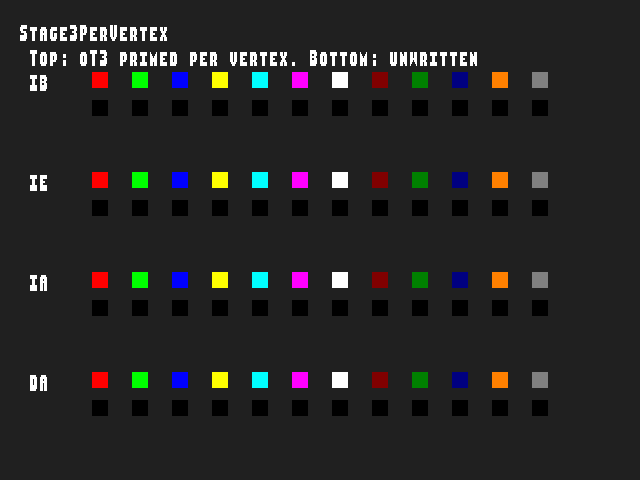 Stage3PerVertex
Top: oT3 primed per vertex. Bottom: unwritten
IB
IE
IA
DA